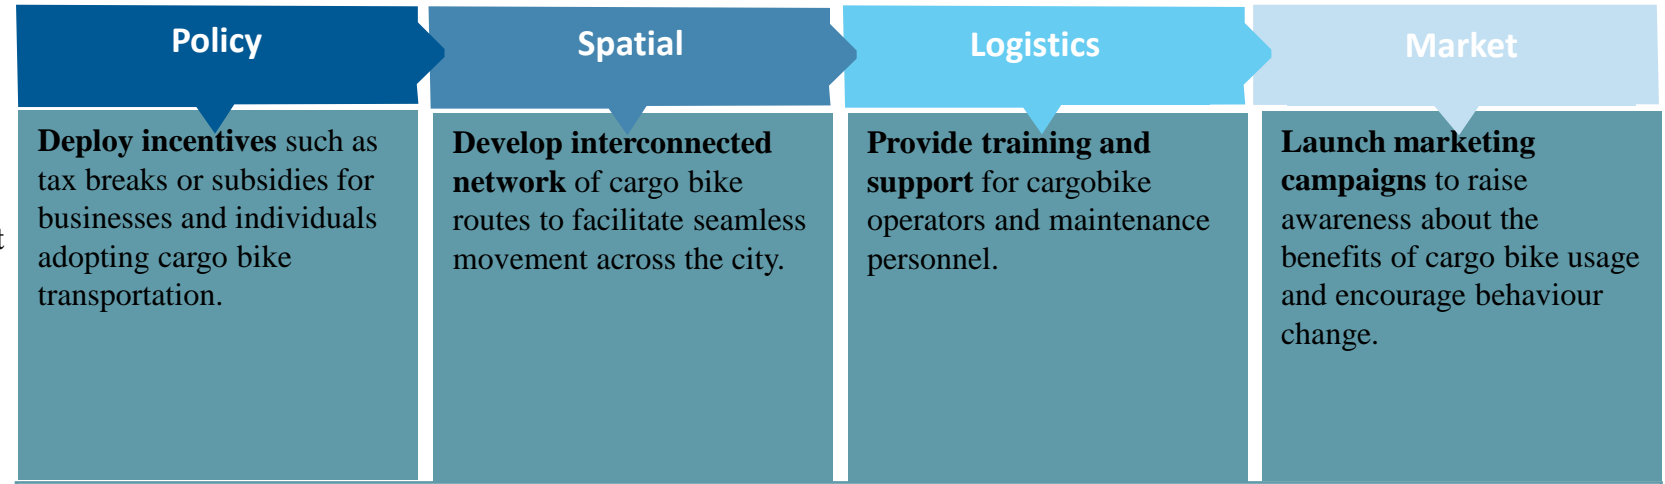 Policy
Spatial
Logistics
Market
Deploy incentives such as
tax breaks or subsidies for
businesses and individuals
adopting cargo bike
transportation.
Develop interconnected
network of cargo bike
routes to facilitate seamless
movement across the city.
Provide training and
support for cargobike
operators and maintenance
personnel.
Launch marketing
campaigns to raise
awareness about the
benefits of cargo bike usage
and encourage behaviour
change.